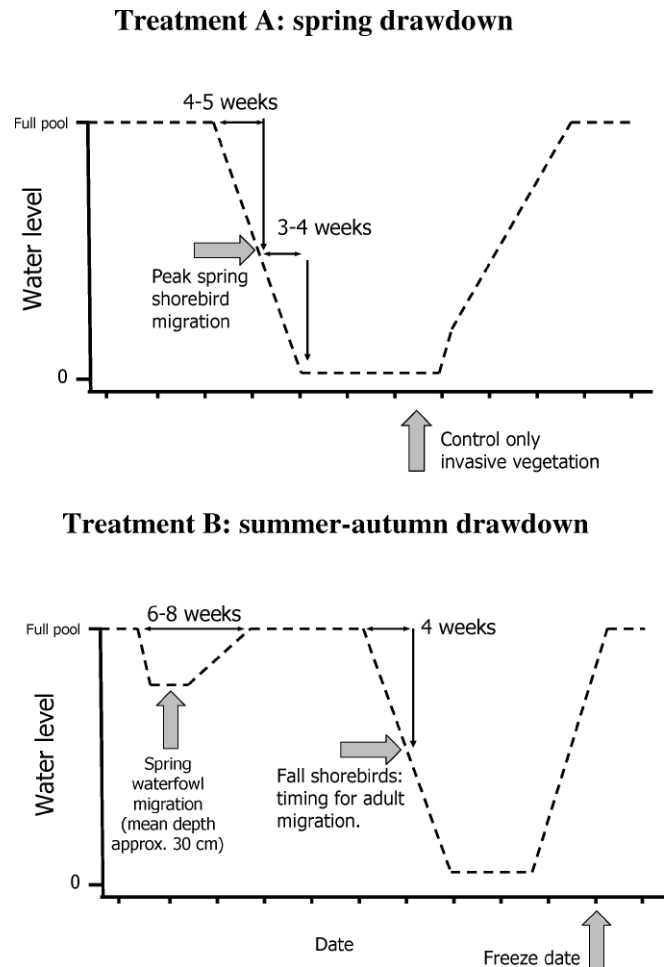 Treatment A: spring drawdown
4-5 weeks
Full pool
3-4 weeks
Water level
Peak spring
shorebird
migration
0
Control only
invasive vegetation
Treatment B: summer-autumn drawdown
6-8 weeks
Full pool
4 weeks
Water level
Spring
waterfowl
migration
(mean depth
approx. 30 cm)
Fall shorebirds:
timing for adult
migration.
0
Date
Freeze date